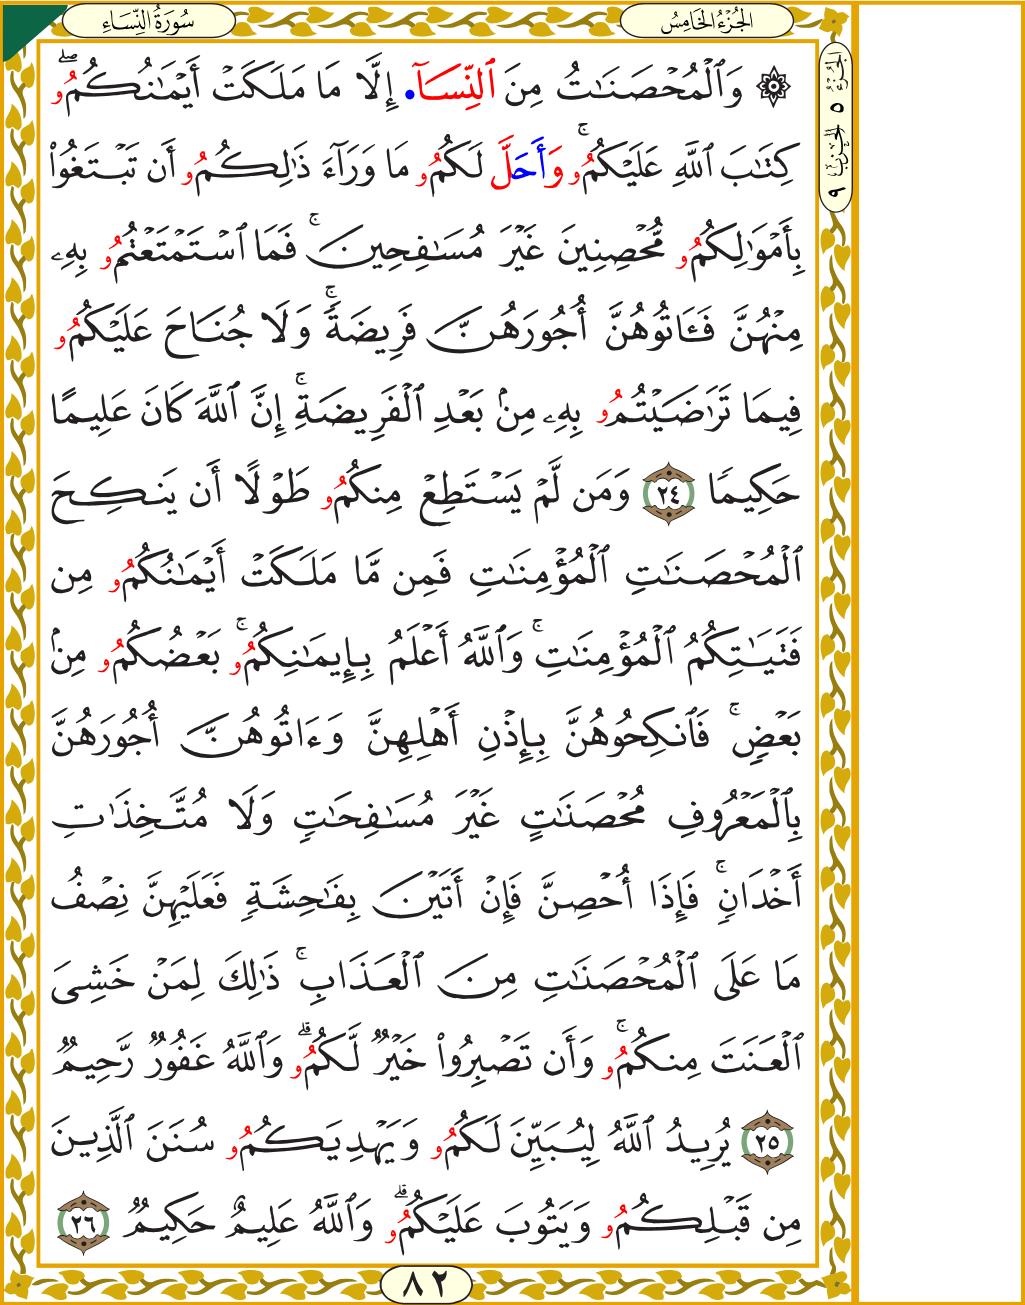 الجُزْءُ الخَامِسُ
سُورَةُ النِّسَاءِ
الجُزْءُ ٥ الحِزْبُ ٩
۞ وَٱلْمُحْصَنَٰتُ مِنَ ٱلنِّسَآ• إِلَّا مَا مَلَكَتْ أَيْمَٰنُكُمُۥۖ
كِتَٰبَ ٱللَّهِ عَلَيْكُمُۥۚ وَأَحَلَّ لَكُمُۥ مَا وَرَآءَ ذَٰلِكُمُۥ أَن تَبْتَغُوا۟
بِأَمْوَٰلِكُمُۥ مُّحْصِنِينَ غَيْرَ مُسَٰفِحِينَۚ فَمَا ٱسْتَمْتَعْتُمُۥ بِهِۦ
مِنْهُنَّ فَـَٔاتُوهُنَّ أُجُورَهُنَّ فَرِيضَةًۚ وَلَا جُنَاحَ عَلَيْكُمُۥ
فِيمَا تَرَٰضَيْتُمُۥ بِهِۦ مِنۢ بَعْدِ ٱلْفَرِيضَةِۚ إِنَّ ٱللَّهَ كَانَ عَلِيمًا
حَكِيمًا ٢٤ وَمَن لَّمْ يَسْتَطِعْ مِنكُمُۥ طَوْلًا أَن يَنكِحَ
ٱلْمُحْصَنَٰتِ ٱلْمُؤْمِنَٰتِ فَمِن مَّا مَلَكَتْ أَيْمَٰنُكُمُۥ مِن
فَتَيَٰتِكُمُ ٱلْمُؤْمِنَٰتِۚ وَٱللَّهُ أَعْلَمُ بِإِيمَٰنِكُمُۥۚ بَعْضُكُمُۥ مِنۢ
بَعْضٍۚ فَٱنكِحُوهُنَّ بِإِذْنِ أَهْلِهِنَّ وَءَاتُوهُنَّ أُجُورَهُنَّ
بِٱلْمَعْرُوفِ مُحْصَنَٰتٍ غَيْرَ مُسَٰفِحَٰتٍ وَلَا مُتَّخِذَٰتِ
أَخْدَانٍۚ فَإِذَا أُحْصِنَّ فَإِنْ أَتَيْنَ بِفَٰحِشَةٍ فَعَلَيْهِنَّ نِصْفُ
مَا عَلَى ٱلْمُحْصَنَٰتِ مِنَ ٱلْعَذَابِۚ ذَٰلِكَ لِمَنْ خَشِىَ
ٱلْعَنَتَ مِنكُمُۥۚ وَأَن تَصْبِرُوا۟ خَيْرٌ لَّكُمُۥۗ وَٱللَّهُ غَفُورٌ رَّحِيمٌ
٢٥ يُرِيدُ ٱللَّهُ لِيُبَيِّنَ لَكُمُۥ وَيَهْدِيَكُمُۥ سُنَنَ ٱلَّذِينَ
مِن قَبْلِكُمُۥ وَيَتُوبَ عَلَيْكُمُۥۗ وَٱللَّهُ عَلِيمٌ حَكِيمٌ ٢٦
٨٢